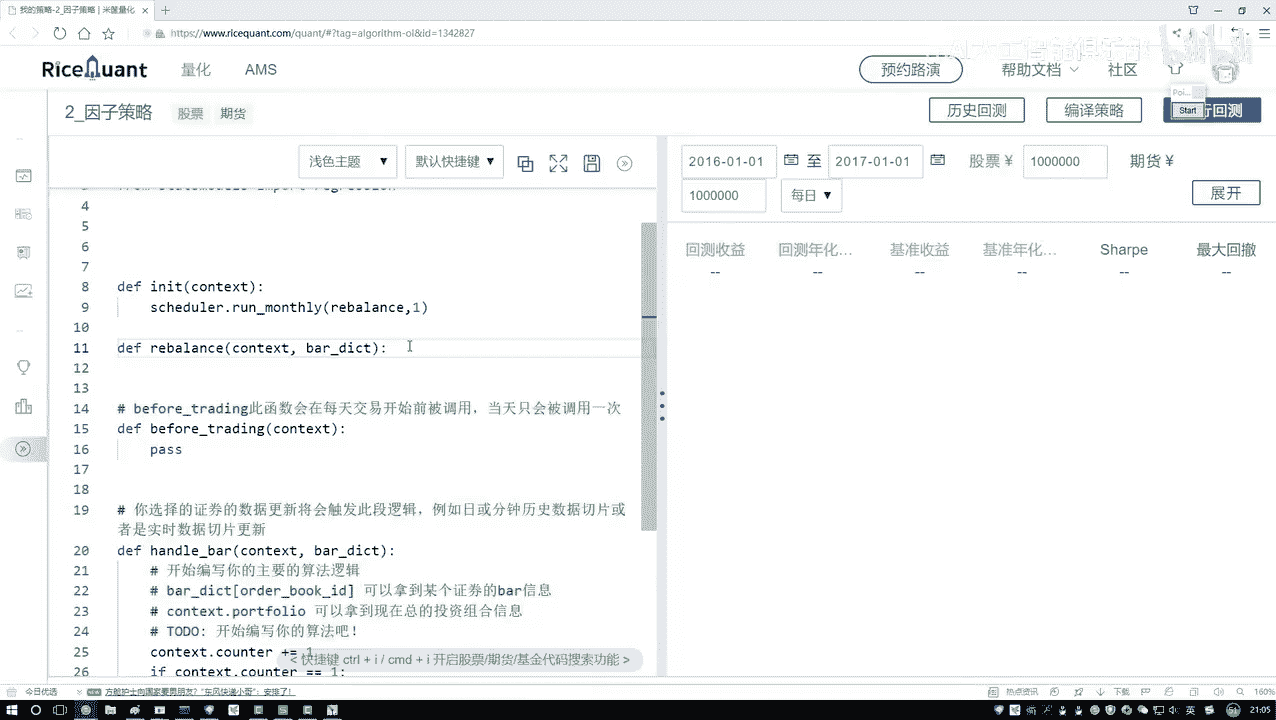 我的策略-2_因子策略 | 米筐量化
https://www.ricequant.com/quant/#?tag=algorithm-ol&id=1342827
RiceQuant 量化 AMS 预约路演 帮助文档 社区
Poi...
Start
2_因子策略 股票 期货 历史回测 编译策略 行回测
浅色主题 ▼ 默认快捷键 ▼
2016-01-01 至 2017-01-01 股票 ¥ 1000000 期货 ¥
1000000 每日 ▼ 展开
回测收益 回测年化... 基准收益 基准年化... Sharpe 最大回撤
-- -- -- -- -- --
4
5
6
7
8 def init(context):
9 scheduler.run_monthly(rebalance,1)
10
11 def rebalance(context, bar_dict):
12
13
14 # before_trading此函数会在每天交易开始前被调用，当天只会被调用一次
15 def before_trading(context):
16 pass
17
18
19 # 你选择的证券的数据更新将会触发此段逻辑，例如日或分钟历史数据切片或
者是实时数据切片更新
20 def handle_bar(context, bar_dict):
21 # 开始编写你的主要的算法逻辑
22 # bar_dict[order_book_id] 可以拿到某个证券的bar信息
23 # context.portfolio 可以拿到现在总的投资组合信息
24 # TODO: 开始编写你的算法吧!
25 context.counter += 1
< 快捷键 ctrl + i / cmd + i 开启股票/期货/基金代码搜索功能 >
26 if context.counter == 1:
今日优选 热点资讯 下载 160%
英 21:05